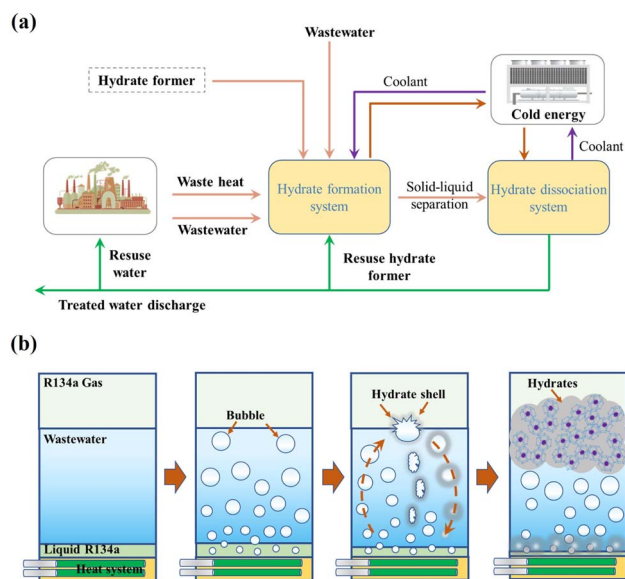 (a)
Wastewater
Hydrate former
Coolant
Cold energy
Coolant
Waste heat
Wastewater
Hydrate formation
system
Solid-liquid
separation
Hydrate dissociation
system
Resuse
water
Resuse hydrate
former
Treated water discharge
(b)
R134a Gas
Wastewater
Liquid R134a
Heat system
Bubble
Hydrate shell
Hydrates